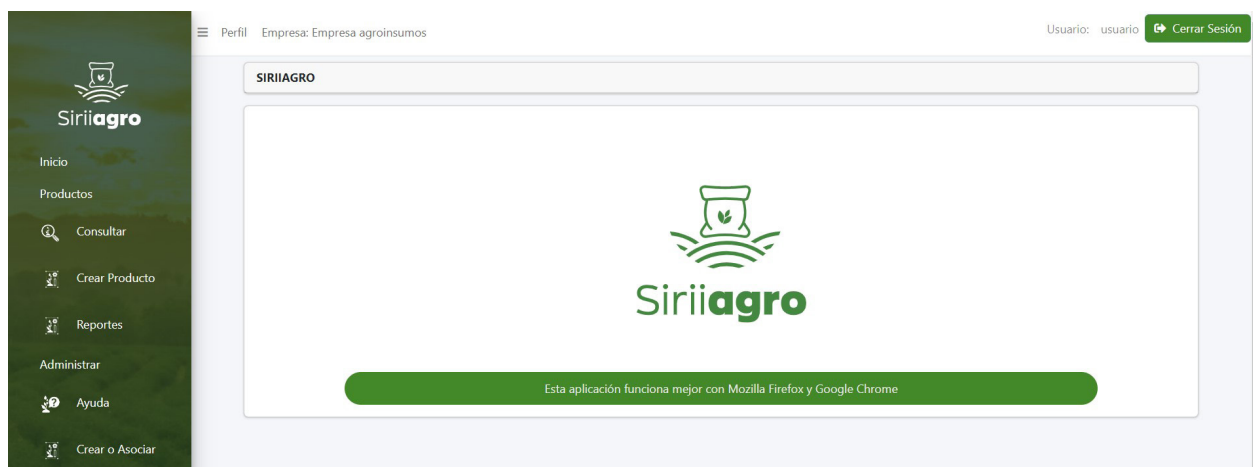 Perfil Empresa: Empresa agroinsumos
Usuario: usuario Cerrar Sesión
Siriiagro
Inicio
Productos
Consultar
Crear Producto
Reportes
Administrar
Ayuda
Crear o Asociar
SIRIIAGRO
Siriiagro
Esta aplicación funciona mejor con Mozilla Firefox y Google Chrome